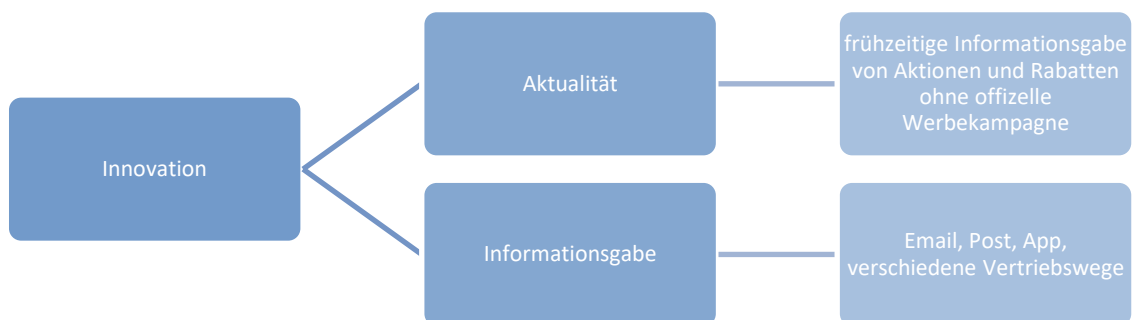 Innovation
Aktualität
frühzeitige Informationsgabe
von Aktionen und Rabatten
ohne offizelle
Werbekampagne
Informationsgabe
Email, Post, App,
verschiedene Vertriebswege